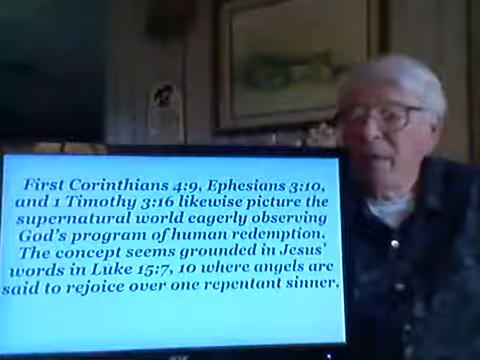 First Corinthians 4:9, Ephesians 3:10,
and 1 Timothy 3:16 likewise picture the
supernatural world eagerly observing
God's program of human redemption.
The concept seems grounded in Jesus'
words in Luke 15:7, 10 where angels are
said to rejoice over one repentant sinner.
acer